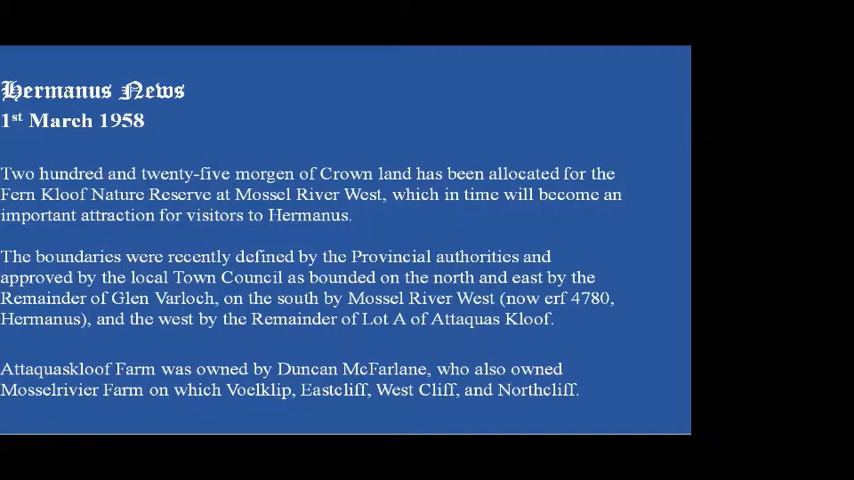 Hermanus News
1st March 1958
Two hundred and twenty-five morgen of Crown land has been allocated for the
Fern Kloof Nature Reserve at Mossel River West, which in time will become an
important attraction for visitors to Hermanus.
The boundaries were recently defined by the Provincial authorities and
approved by the local Town Council as bounded on the north and east by the
Remainder of Glen Varloch, on the south by Mossel River West (now erf 4780,
Hermanus), and the west by the Remainder of Lot A of Attaquas Kloof.
Attaquaskloof Farm was owned by Duncan McFarlane, who also owned
Mosselrivier Farm on which Voelklip, Eastcliff, West Cliff, and Northcliff.